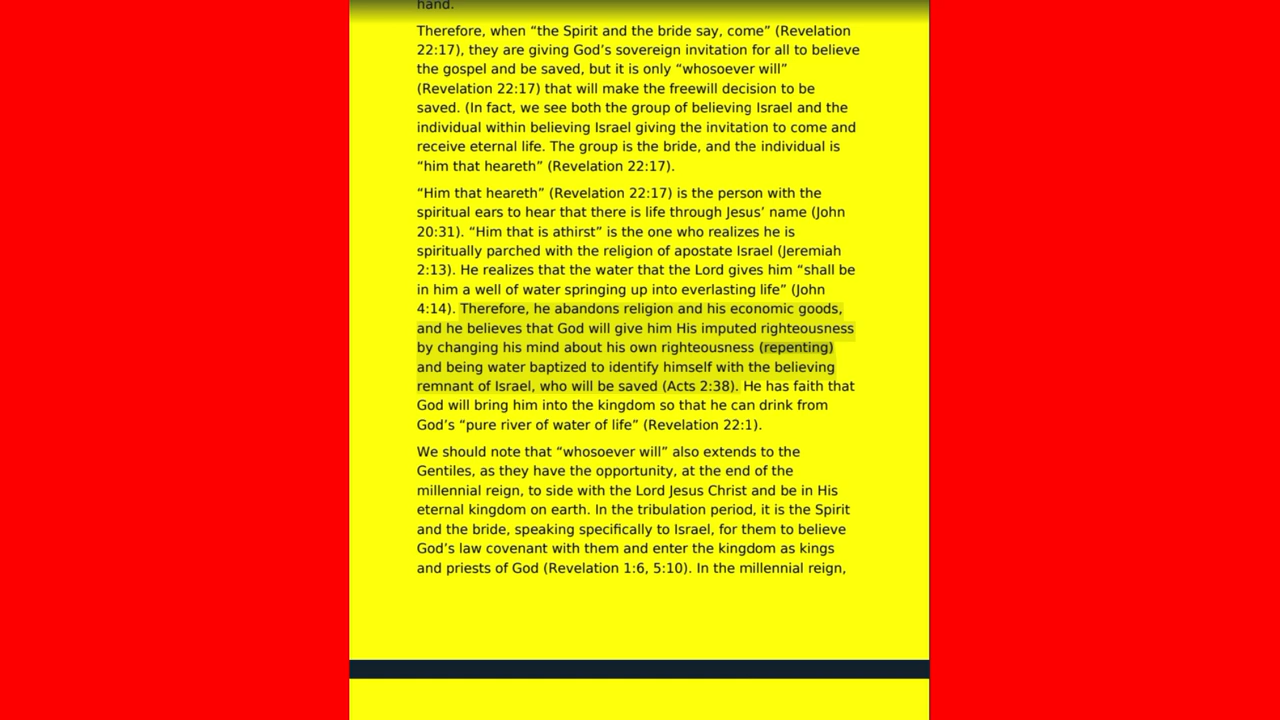 hand.
Therefore, when “the Spirit and the bride say, come” (Revelation
22:17), they are giving God’s sovereign invitation for all to believe
the gospel and be saved, but it is only “whosoever will”
(Revelation 22:17) that will make the freewill decision to be
saved. (In fact, we see both the group of believing Israel and the
individual within believing Israel giving the invitation to come and
receive eternal life. The group is the bride, and the individual is
“him that heareth” (Revelation 22:17).
“Him that heareth” (Revelation 22:17) is the person with the
spiritual ears to hear that there is life through Jesus’ name (John
20:31). “Him that is athirst” is the one who realizes he is
spiritually parched with the religion of apostate Israel (Jeremiah
2:13). He realizes that the water that the Lord gives him “shall be
in him a well of water springing up into everlasting life” (John
4:14). Therefore, he abandons religion and his economic goods,
and he believes that God will give him His imputed righteousness
by changing his mind about his own righteousness (repenting)
and being water baptized to identify himself with the believing
remnant of Israel, who will be saved (Acts 2:38). He has faith that
God will bring him into the kingdom so that he can drink from
God’s “pure river of water of life” (Revelation 22:1).
We should note that “whosoever will” also extends to the
Gentiles, as they have the opportunity, at the end of the
millennial reign, to side with the Lord Jesus Christ and be in His
eternal kingdom on earth. In the tribulation period, it is the Spirit
and the bride, speaking specifically to Israel, for them to believe
God’s law covenant with them and enter the kingdom as kings
and priests of God (Revelation 1:6, 5:10). In the millennial reign,